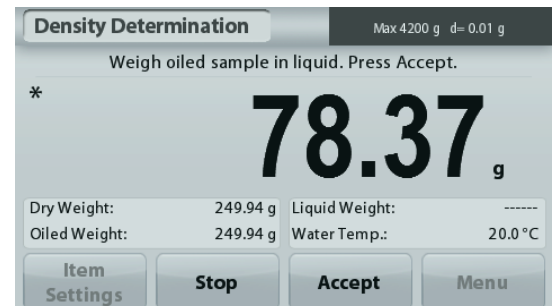 Density Determination Max 4200 g d= 0.01 g
Weigh oiled sample in liquid. Press Accept.
* 78.37 g
Dry Weight: 249.94 g Liquid Weight: ------
Oiled Weight: 249.94 g Water Temp.: 20.0 °C
Item Settings Stop Accept Menu